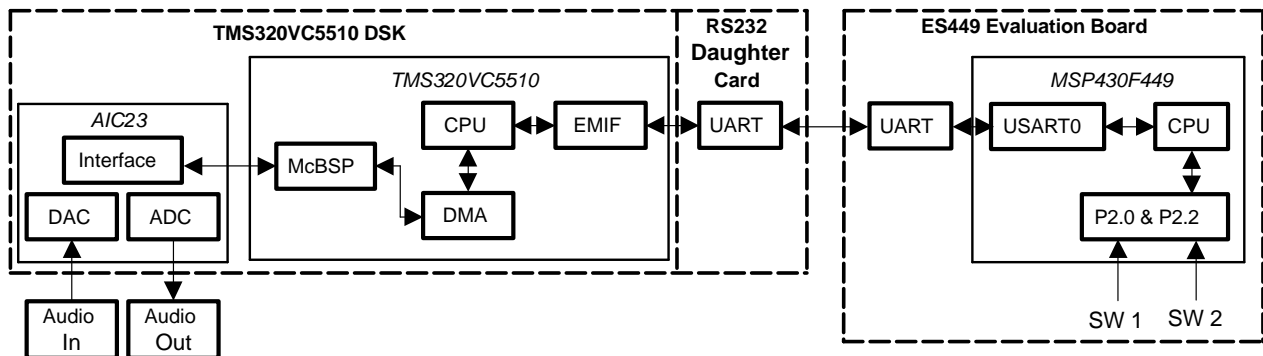 TMS320VC5510 DSK
RS232
Daughter
Card
ES449 Evaluation Board
TMS320VC5510
MSP430F449
AIC23
Interface
McBSP
CPU
EMIF
UART
UART
USART0
CPU
DAC
ADC
DMA
P2.0 & P2.2
Audio
In
Audio
Out
SW 1
SW 2